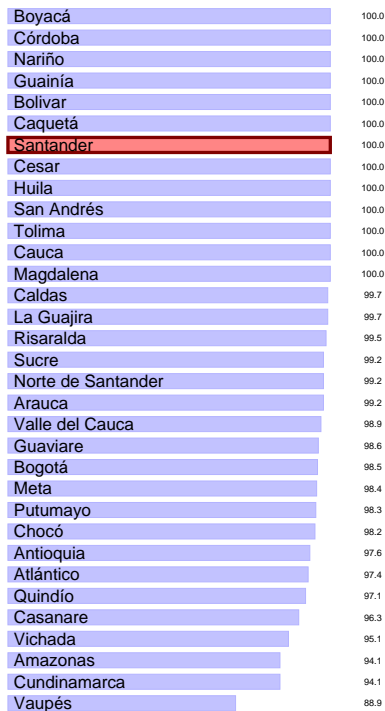 Boyacá 100.0
Córdoba 100.0
Nariño 100.0
Guainía 100.0
Bolivar 100.0
Caquetá 100.0
Santander 100.0
Cesar 100.0
Huila 100.0
San Andrés 100.0
Tolima 100.0
Cauca 100.0
Magdalena 100.0
Caldas 99.7
La Guajira 99.7
Risaralda 99.5
Sucre 99.2
Norte de Santander 99.2
Arauca 99.2
Valle del Cauca 98.9
Guaviare 98.6
Bogotá 98.5
Meta 98.4
Putumayo 98.3
Chocó 98.2
Antioquia 97.6
Atlántico 97.4
Quindío 97.1
Casanare 96.3
Vichada 95.1
Amazonas 94.1
Cundinamarca 94.1
Vaupés 88.9